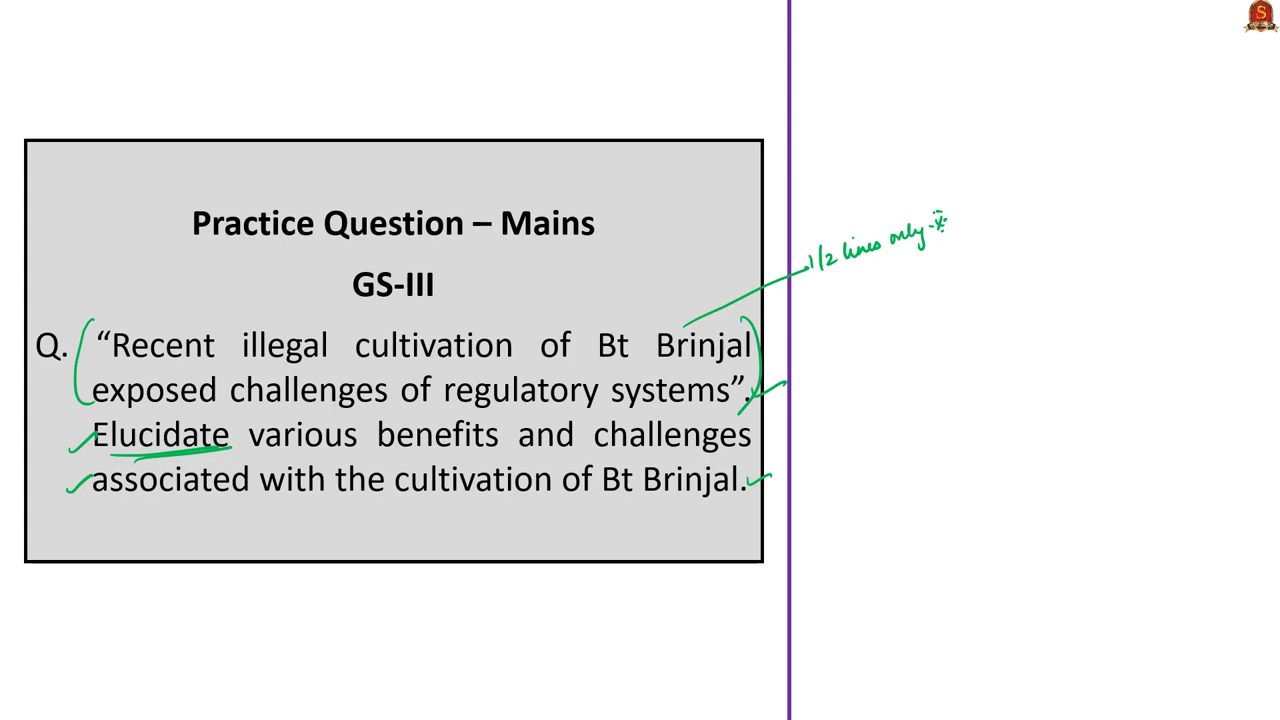 Practice Question – Mains
GS-III
Q. “Recent illegal cultivation of Bt Brinjal
exposed challenges of regulatory systems”.
Elucidate various benefits and challenges
associated with the cultivation of Bt Brinjal.
1/2 lines only
S